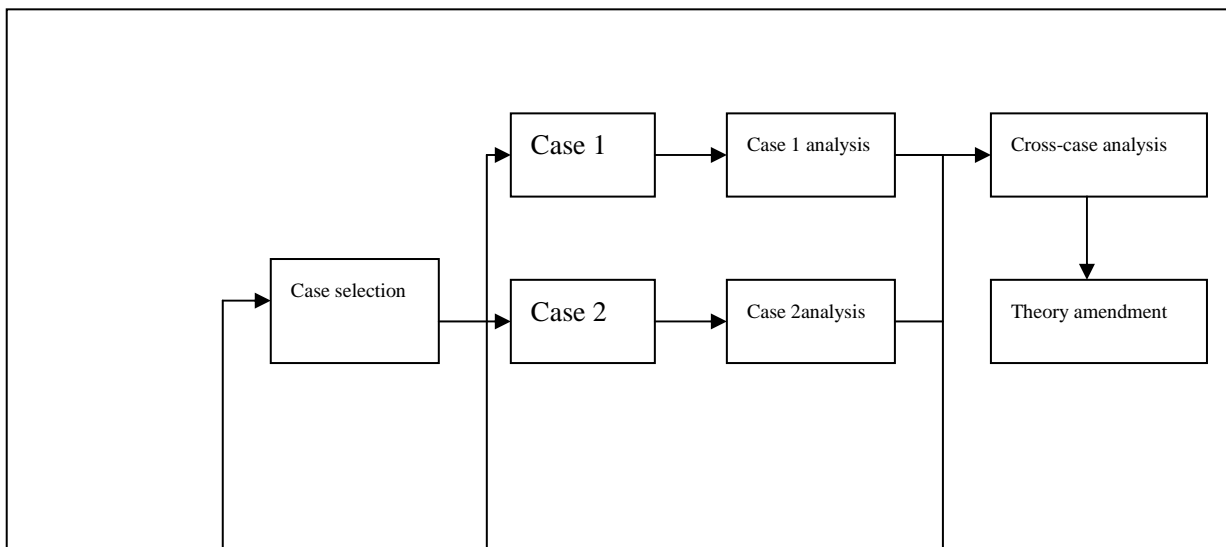 Case 1
Case 1 analysis
Cross-case analysis
Case selection
Case 2
Case 2analysis
Theory amendment